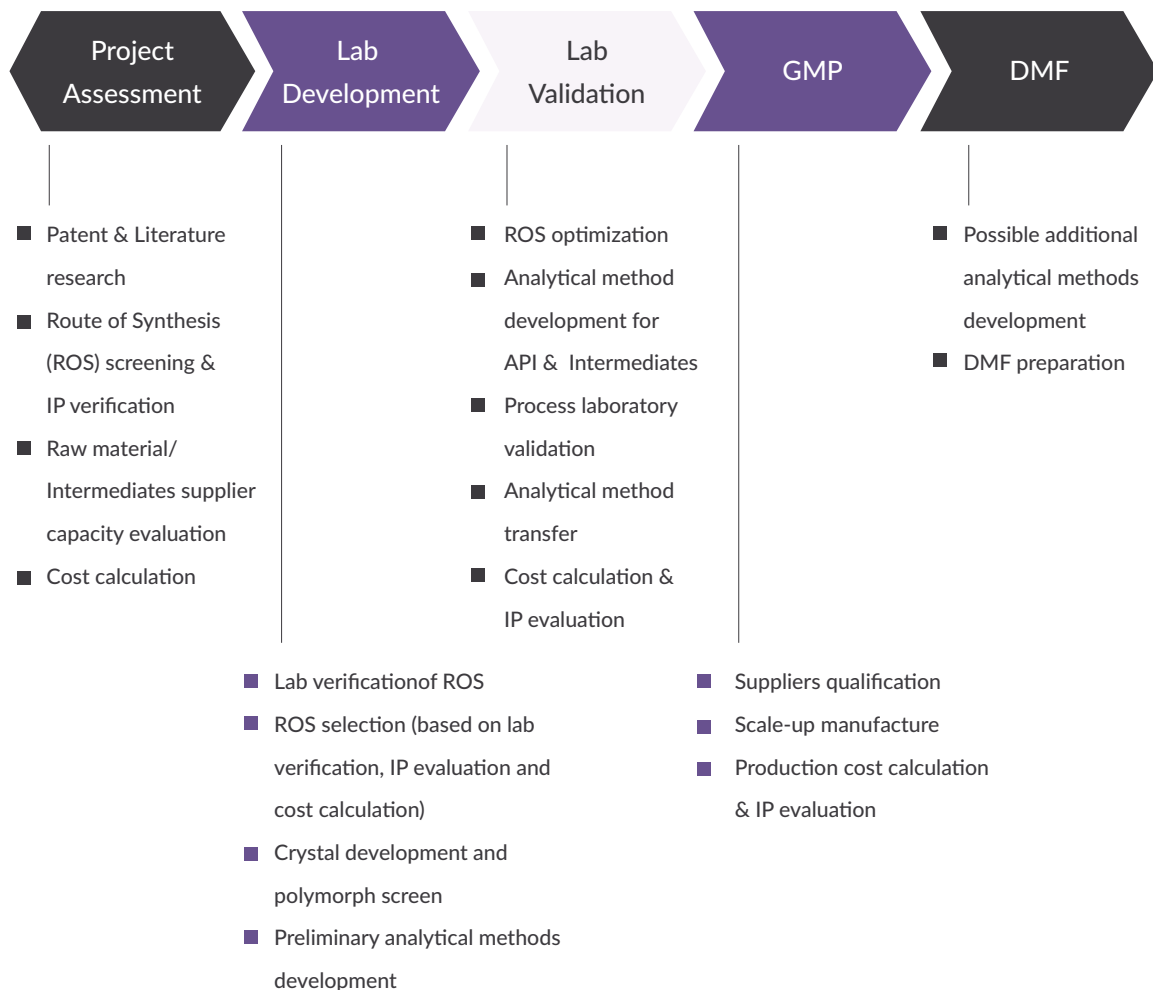 Project
Assessment
Lab
Development
Lab
Validation
GMP
DMF
Patent & Literature
research
Route of Synthesis
(ROS) screening &
IP verification
Raw material/
Intermediates supplier
capacity evaluation
Cost calculation
Lab verificationof ROS
ROS selection (based on lab
verification, IP evaluation and
cost calculation)
Crystal development and
polymorph screen
Preliminary analytical methods
development
ROS optimization
Analytical method
development for
API &  Intermediates
Process laboratory
validation
Analytical method
transfer
Cost calculation &
IP evaluation
Suppliers qualification
Scale-up manufacture
Production cost calculation
& IP evaluation
Possible additional
analytical methods
development
DMF preparation